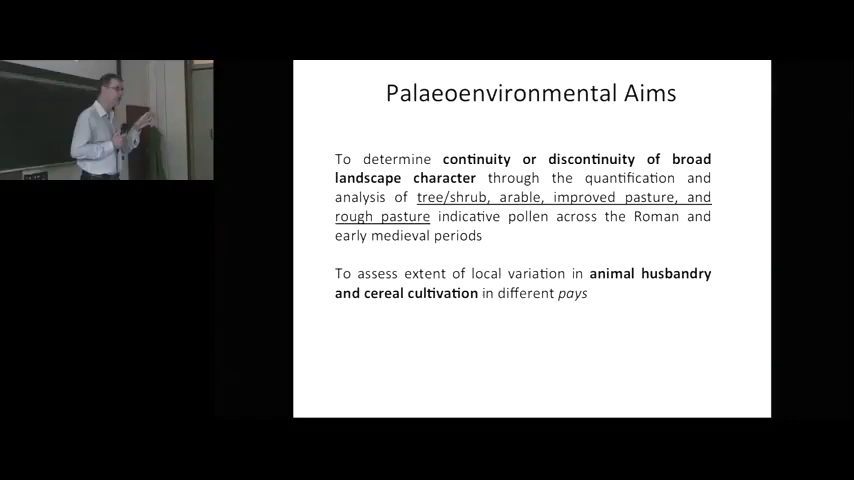 Palaeoenvironmental Aims
To determine continuity or discontinuity of broad
landscape character through the quantification and
analysis of tree/shrub, arable, improved pasture, and
rough pasture indicative pollen across the Roman and
early medieval periods
To assess extent of local variation in animal husbandry
and cereal cultivation in different pays